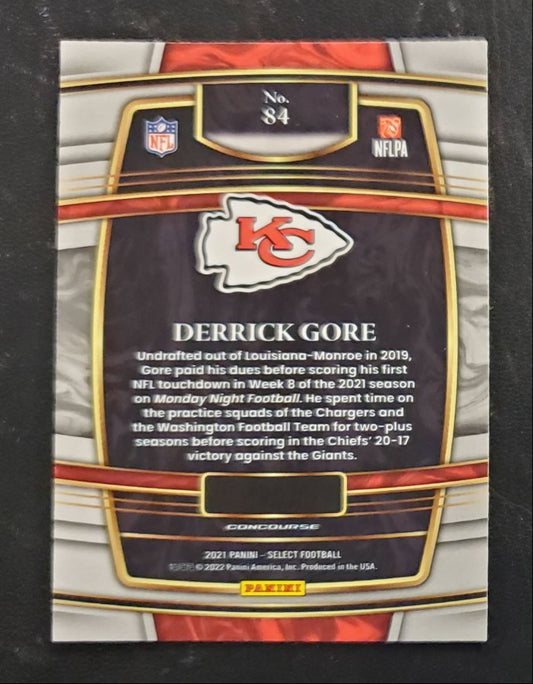 No.
84
NFL
NFLPA
KC
DERRICK GORE
Undrafted out of Louisiana-Monroe in 2019,
Gore paid his dues before scoring his first
NFL touchdown in Week 8 of the 2021 season
on Monday Night Football. He spent time on
the practice squads of the Chargers and
the Washington Football Team for two-plus
seasons before scoring in the Chiefs' 20-17
victory against the Giants.
CONCOURSE
2021 PANINI – SELECT FOOTBALL
© 2022 Panini America, Inc. Produced in the USA.
PANINI